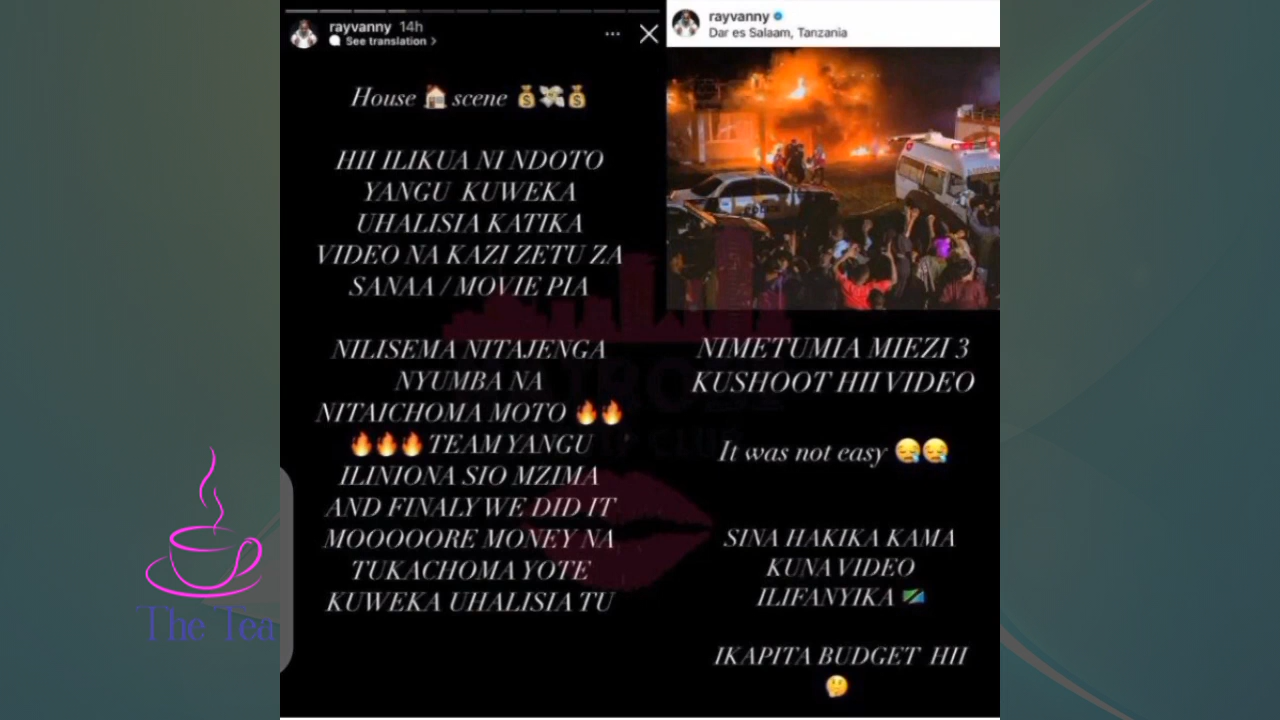 rayvanny 14h
See translation >
House 🏠 scene 💰💸💰
HII ILIKUA NI NDOTO
YANGU KUWEKA
UHALISIA KATIKA
VIDEO NA KAZI ZETU ZA
SANAA / MOVIE PIA
NILISEMA NITAJENGA
NYUMBA NA
NITAICHOMA MOTO 🔥🔥
🔥🔥🔥 TEAM YANGU
ILINIONA SIO MZIMA
AND FINALY WE DID IT
MOOOOORE MONEY NA
TUKACHOMA YOTE
KUWEKA UHALISIA TU
rayvanny
Dar es Salaam, Tanzania
NIMETUMIA MIEZI 3
KUSHOOT HII VIDEO
It was not easy 😪😪
SINA HAKIKA KAMA
KUNA VIDEO
ILIFANYIKA 🇹🇿
IKAPITA BUDGET HII
🤔
The Tea